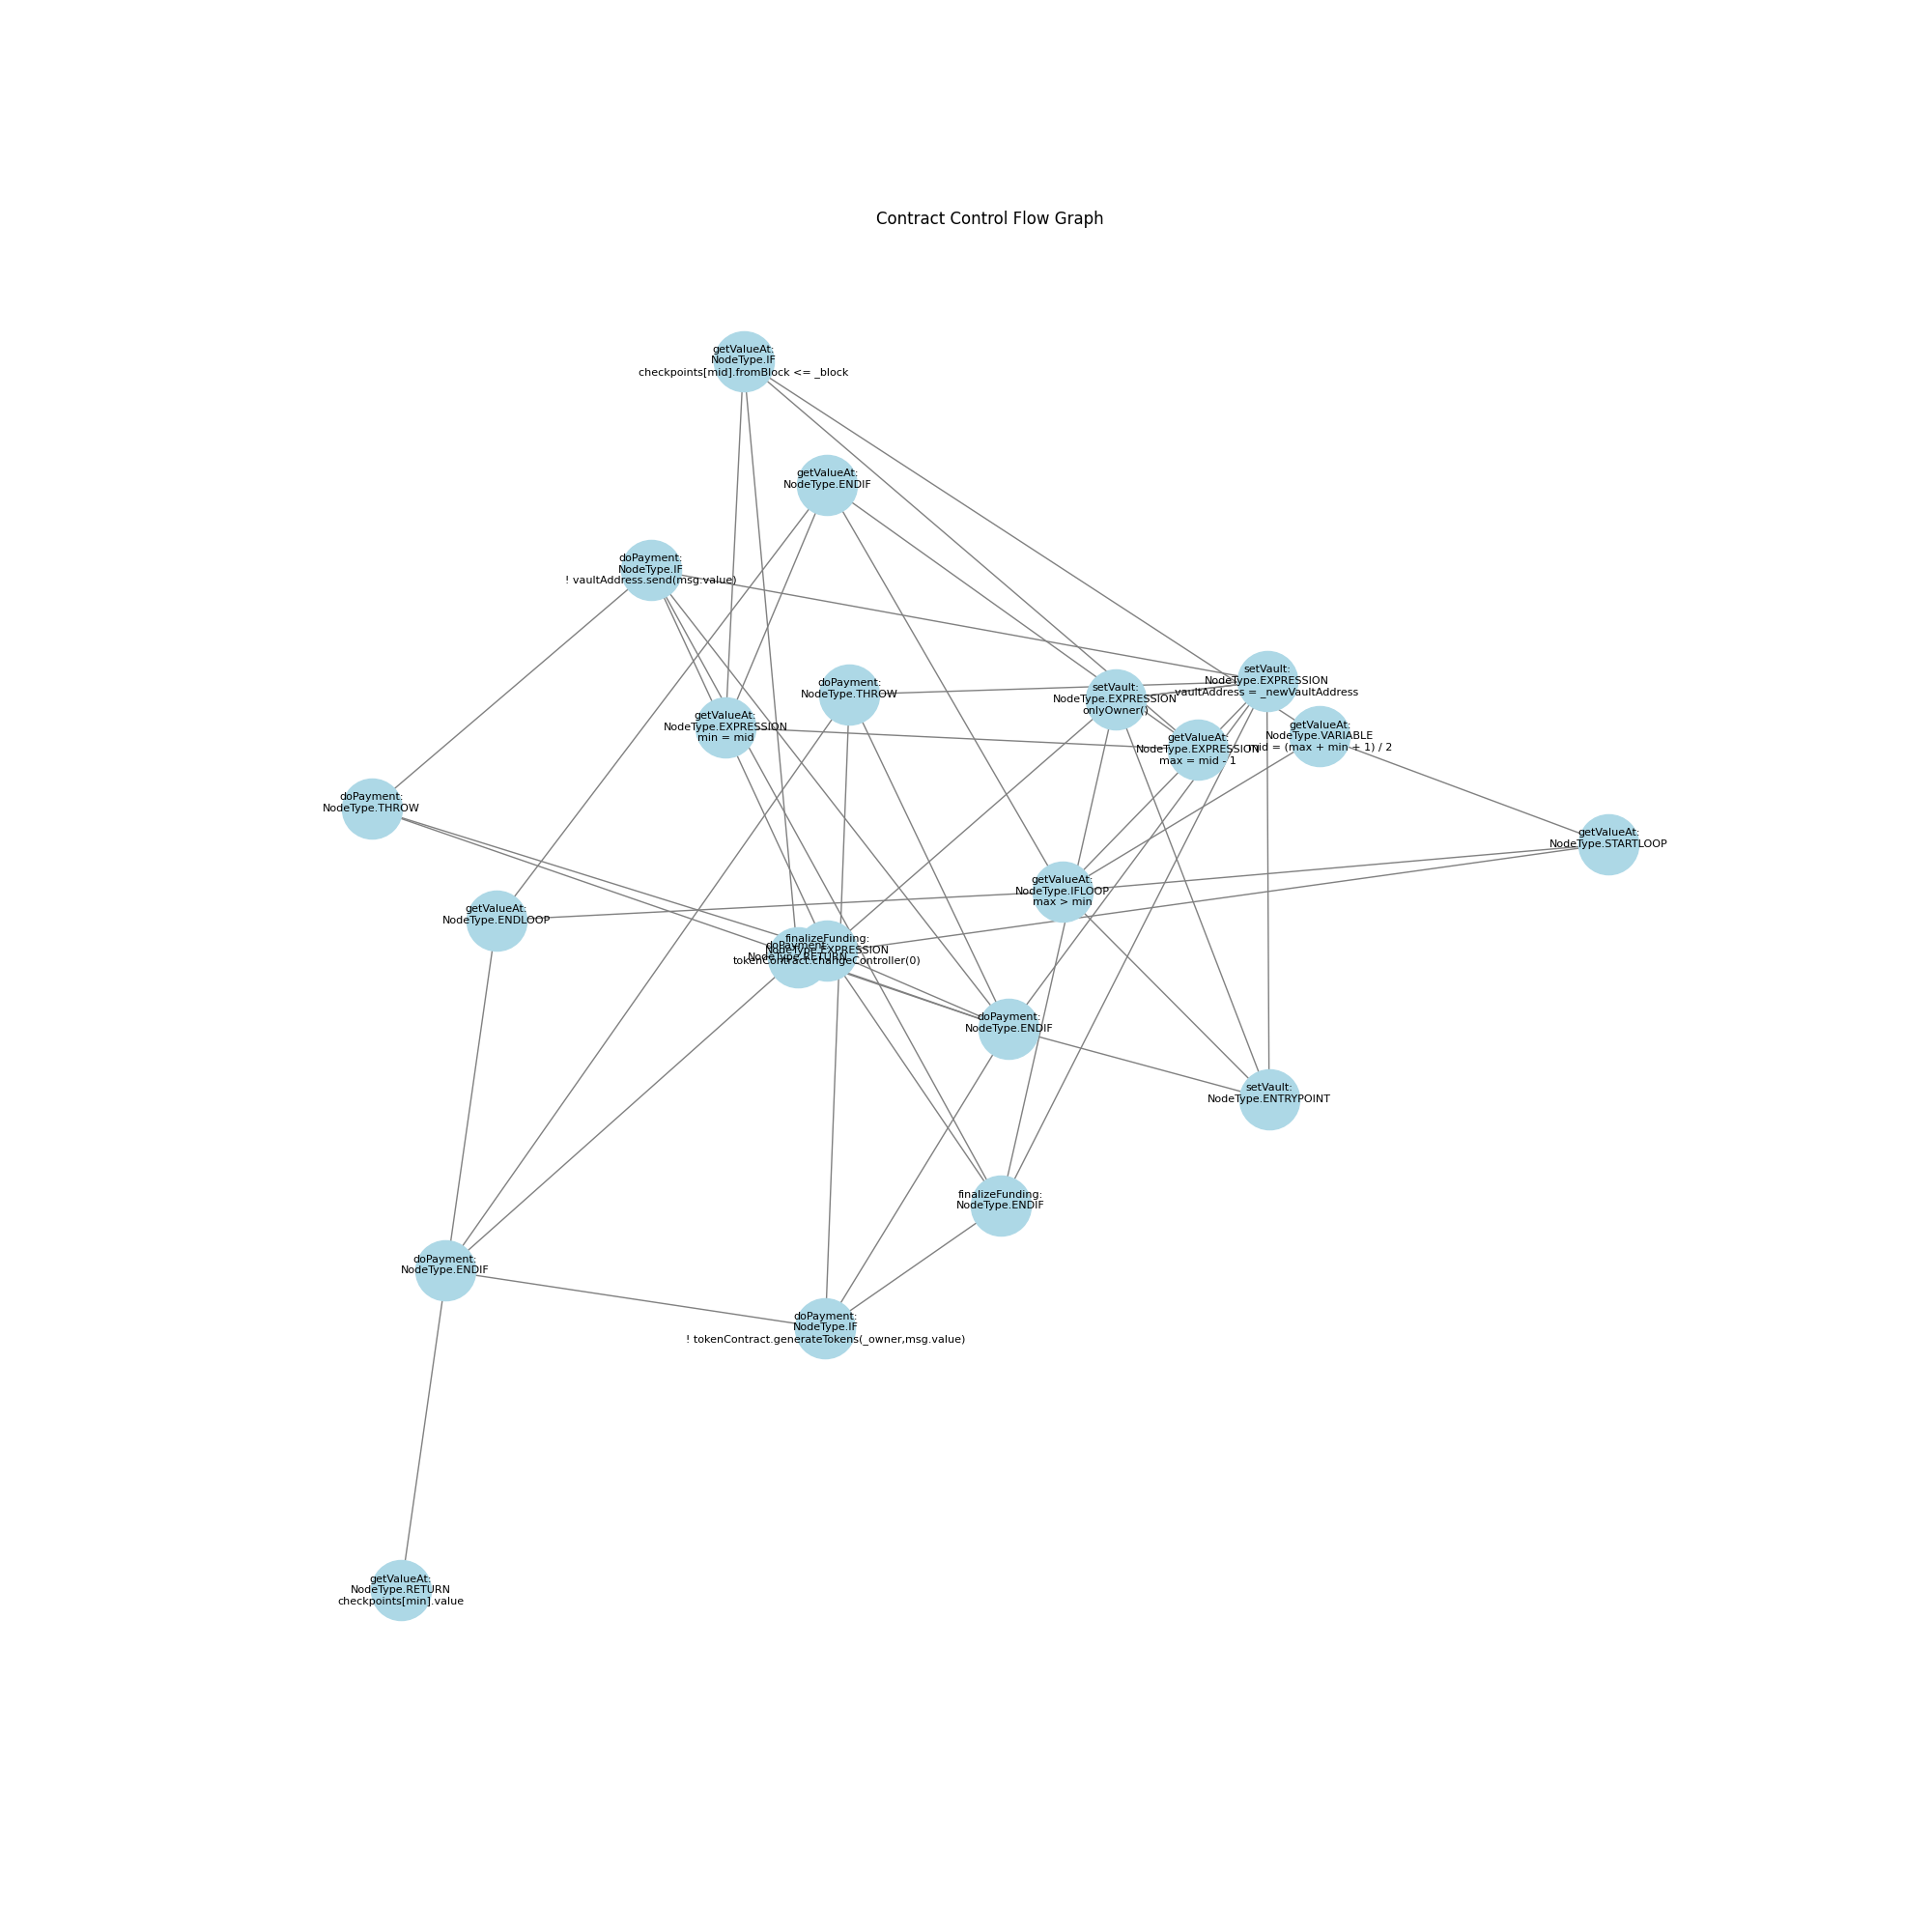 Contract Control Flow Graph
getValueAt:
NodeType.IF
checkpoints[mid].fromBlock <= _block
getValueAt:
NodeType.ENDIF
doPayment:
NodeType.IF
! vaultAddress.send(msg.value)
setVault:
NodeType.EXPRESSION
vaultAddress = _newVaultAddress
doPayment:
NodeType.THROW
setVault:
NodeType.EXPRESSION
onlyOwner()
getValueAt:
NodeType.EXPRESSION
min = mid
getValueAt:
NodeType.VARIABLE
mid = (max + min + 1) / 2
getValueAt:
NodeType.EXPRESSION
max = mid - 1
doPayment:
NodeType.THROW
getValueAt:
NodeType.STARTLOOP
getValueAt:
NodeType.IFLOOP
max > min
getValueAt:
NodeType.ENDLOOP
finalizeFunding:
NodeType.EXPRESSION
tokenContract.changeController(0)
doPayment:
NodeType.RETURN
doPayment:
NodeType.ENDIF
setVault:
NodeType.ENTRYPOINT
finalizeFunding:
NodeType.ENDIF
doPayment:
NodeType.ENDIF
doPayment:
NodeType.IF
! tokenContract.generateTokens(_owner,msg.value)
getValueAt:
NodeType.RETURN
checkpoints[min].value